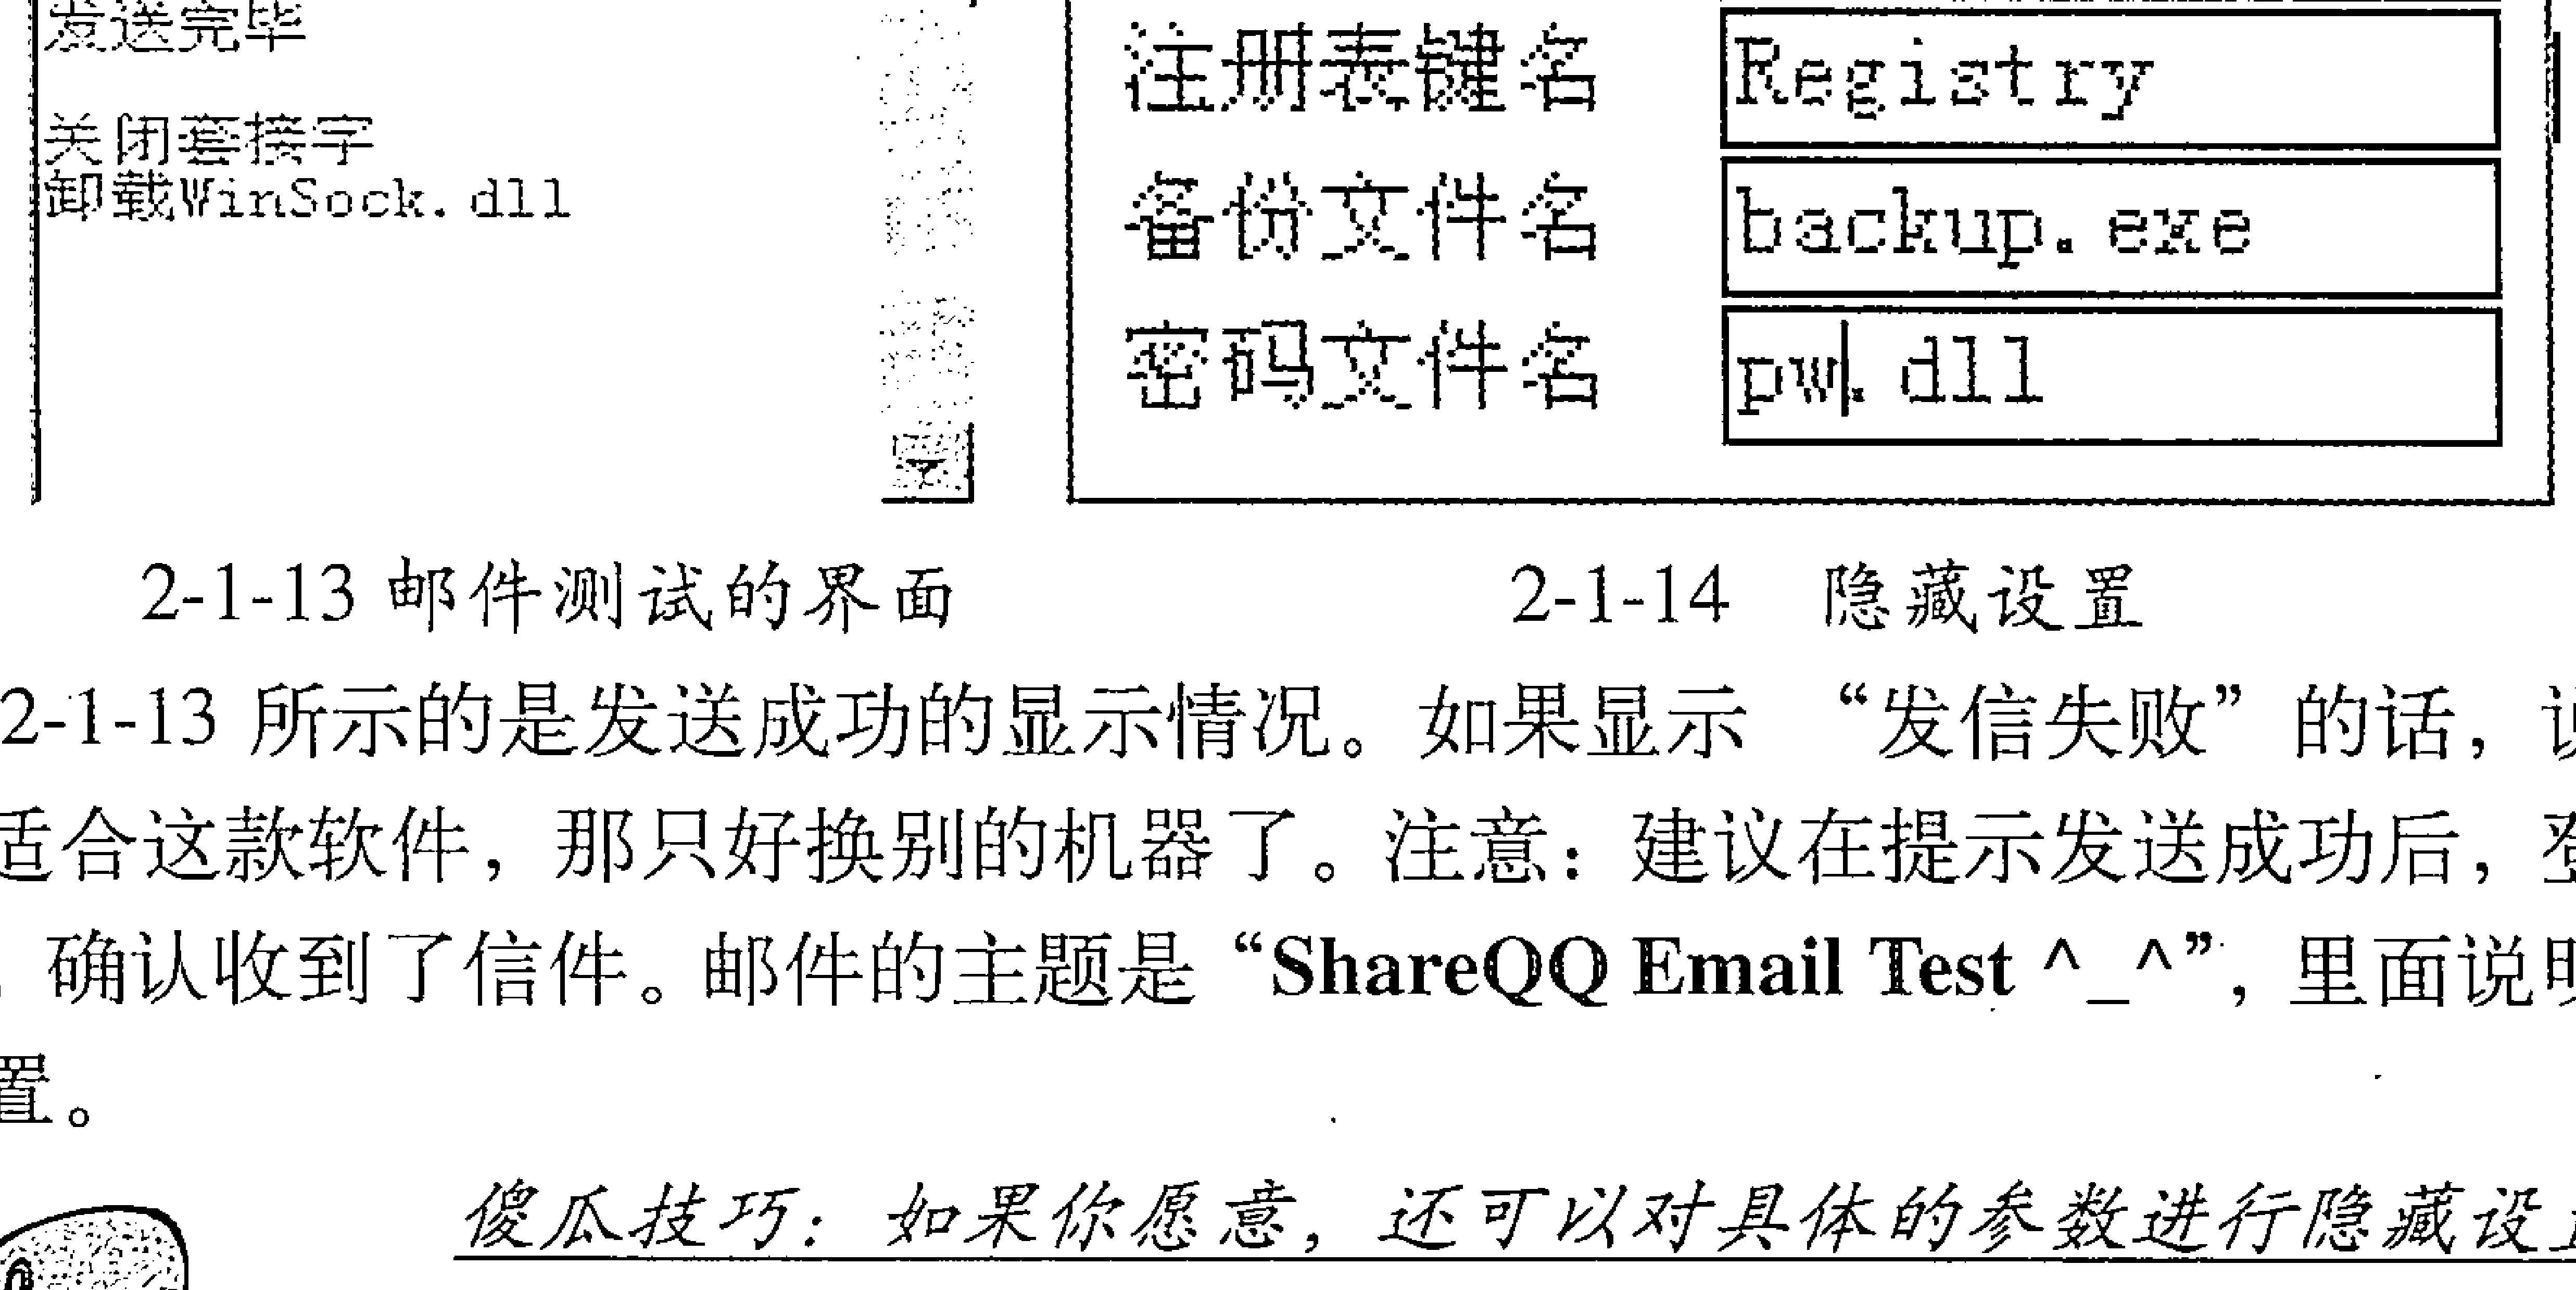 发送完毕
关闭套接字
卸载WinSock.dll
注册表键名 Registry
备份文件名 backup.exe
密码文件名 pw.dll
2-1-13 邮件测试的界面
2-1-14 隐藏设置
2-1-13 所示的是发送成功的显示情况。如果显示 “发信失败” 的话，
适合这款软件，那只好换别的机器了。注意：建议在提示发送成功后，
确认收到了信件。邮件的主题是 “ShareQQ Email Test ^_^”，里面说明
置。
傻瓜技巧：如果你愿意，还可以对具体的参数进行隐藏设